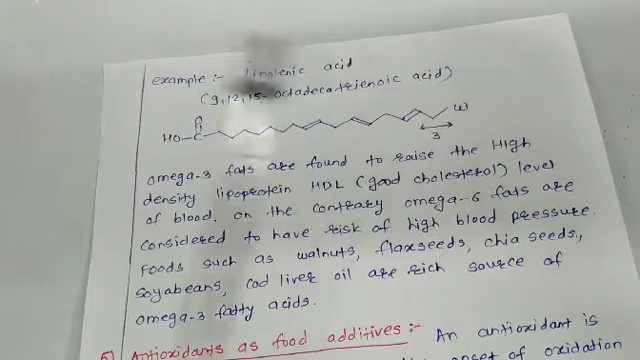 example :- linolenic acid
(9,12,15-octadecatrienoic acid)
O
HO-C
ω
3
omega-3 fats are found to raise the High
density lipoprotein HDL (good cholesterol) level
of blood. on the contrary omega-6 fats are
considered to have risk of high blood pressure.
Foods such as walnuts, flaxseeds, chia seeds,
soyabeans, cod liver oil are rich source of
omega-3 fatty acids.
5) Antioxidants as food additives :- An antioxidant is
onset of oxidation